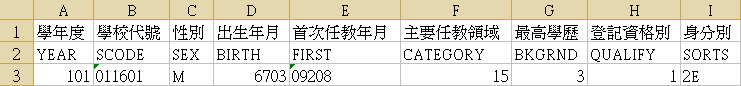 A B C D E F G H I
1 學年度 學校代號 性別 出生年月 首次任教年月 主要任教領域 最高學歷 登記資格別 身分別
2 YEAR SCODE SEX BIRTH FIRST CATEGORY BKGRND QUALIFY SORTS
3 101 011601 M 6703 09208 15 3 1 2E